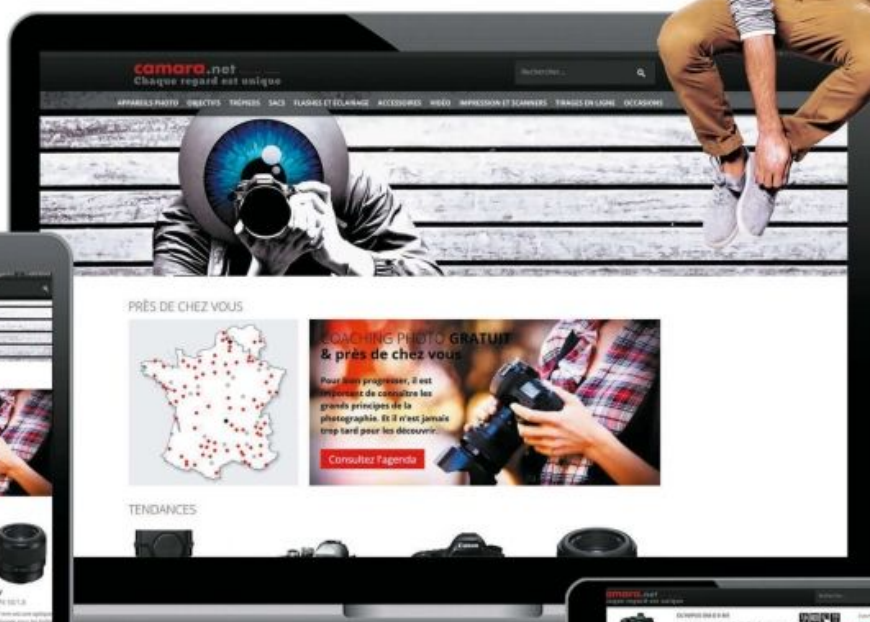 camara.net
Chaque regard est unique
Rechercher...
APPAREILS PHOTO OBJECTIFS TRÉPIEDS SACS FLASHES ET ÉCLAIRAGE ACCESSOIRES VIDÉO IMPRESSION ET SCANNERS TIRAGES EN LIGNE OCCASIONS
PRÈS DE CHEZ VOUS
COACHING PHOTO GRATUIT
& près de chez vous
Pour bien progresser, il est
important de connaître les
grands principes de la
photographie. Et il n'est jamais
trop tard pour les découvrir.
Consultez l'agenda
TENDANCES
Canon
camara.net